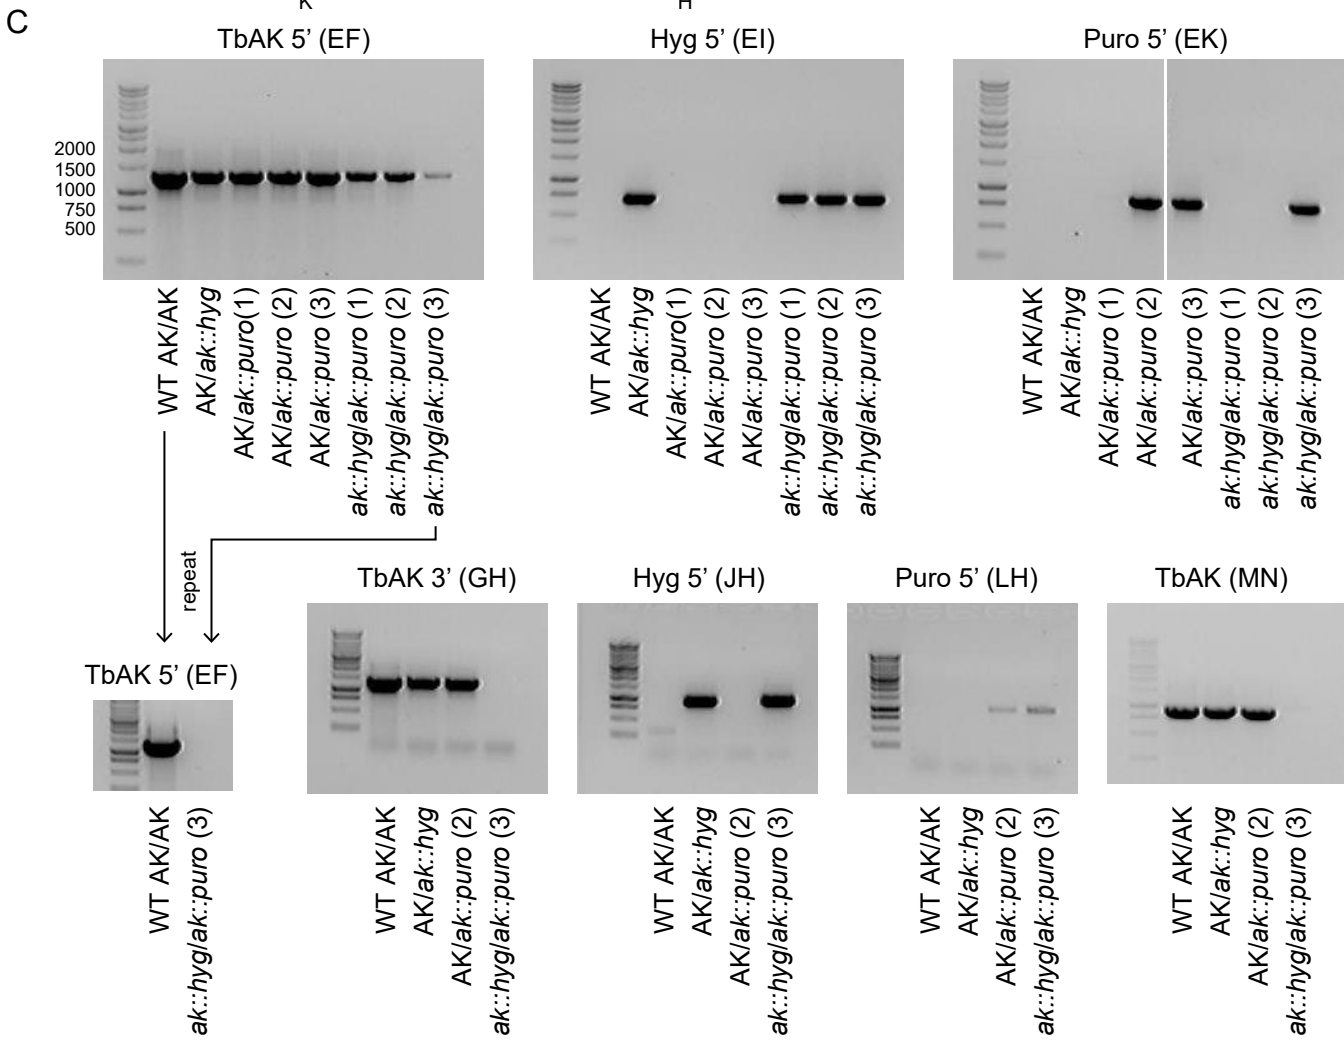 K H
C
TbAK 5’ (EF) Hyg 5’ (EI) Puro 5’ (EK)
2000
1500
1000
750
500
WT AK/AK
AK/ak::hyg
AK/ak::puro(1)
AK/ak::puro (2)
AK/ak::puro (3)
ak::hyg/ak::puro (1)
ak::hyg/ak::puro (2)
ak::hyg/ak::puro (3)
WT AK/AK
AK/ak::hyg
AK/ak::puro(1)
AK/ak::puro (2)
AK/ak::puro (3)
ak::hyg/ak::puro (1)
ak::hyg/ak::puro (2)
ak::hyg/ak::puro (3)
WT AK/AK
AK/ak::hyg
AK/ak::puro (1)
AK/ak::puro (2)
AK/ak::puro (3)
ak:hyg/ak::puro (1)
ak:hyg/ak::puro (2)
ak:hyg/ak::puro (3)
repeat
TbAK 5’ (EF)
WT AK/AK
ak::hyg/ak::puro (3)
TbAK 3’ (GH) Hyg 5’ (JH) Puro 5’ (LH) TbAK (MN)
WT AK/AK
AK/ak::hyg
AK/ak::puro (2)
ak::hyg/ak::puro (3)
WT AK/AK
AK/ak::hyg
AK/ak::puro (2)
ak::hyg/ak::puro (3)
WT AK/AK
AK/ak::hyg
AK/ak::puro (2)
ak::hyg/ak::puro (3)
WT AK/AK
AK/ak::hyg
AK/ak::puro (2)
ak::hyg/ak::puro (3)